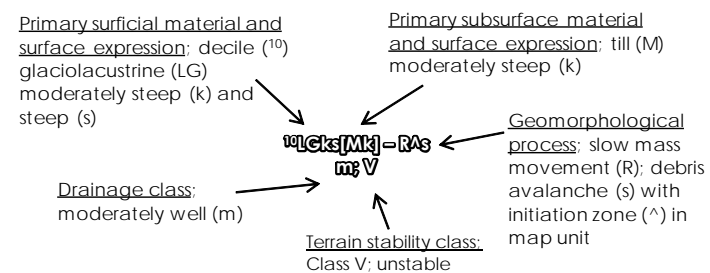 Primary surficial material and
surface expression; decile (10)
glaciolacustrine (LG)
moderately steep (k) and
steep (s)
Primary subsurface material
and surface expression; till (M)
moderately steep (k)
10LGks[Mk] – R^s
m; V
Geomorphological
process; slow mass
movement (R); debris
avalanche (s) with
initiation zone (^) in
map unit
Drainage class;
moderately well (m)
Terrain stability class;
Class V; unstable